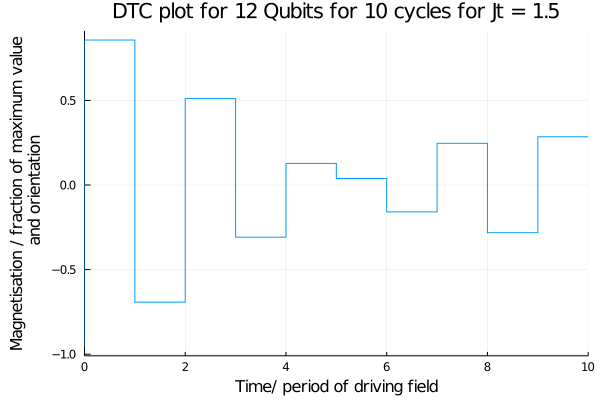 DTC plot for 12 Qubits for 10 cycles for Jt = 1.5
Magnetisation / fraction of maximum value
and orientation
0.5
0.0
−0.5
−1.0
0 2 4 6 8 10
Time/ period of driving field